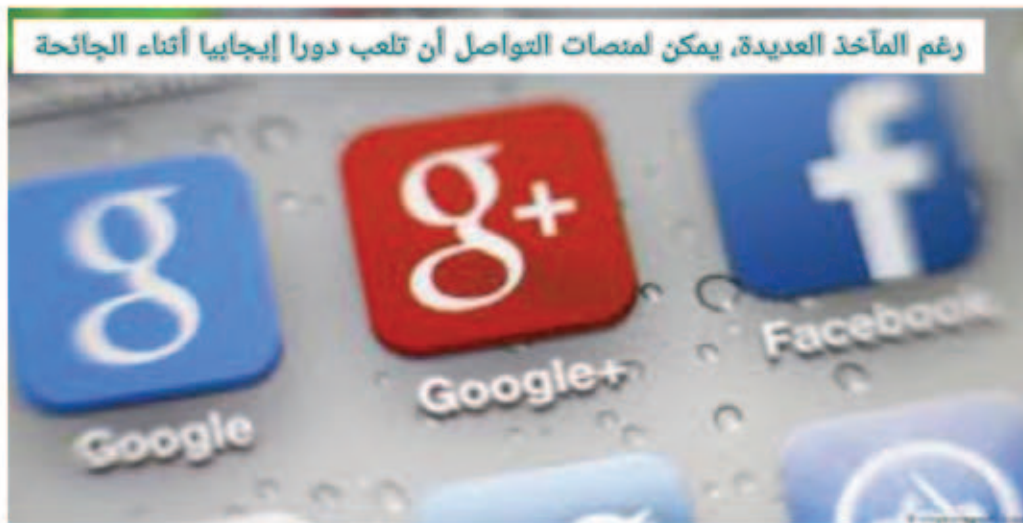 رغم المآخذ العديدة، يمكن لمنصات التواصل أن تلعب دورا إيجابيا أثناء الجائحة
Google
Google+
Facebook